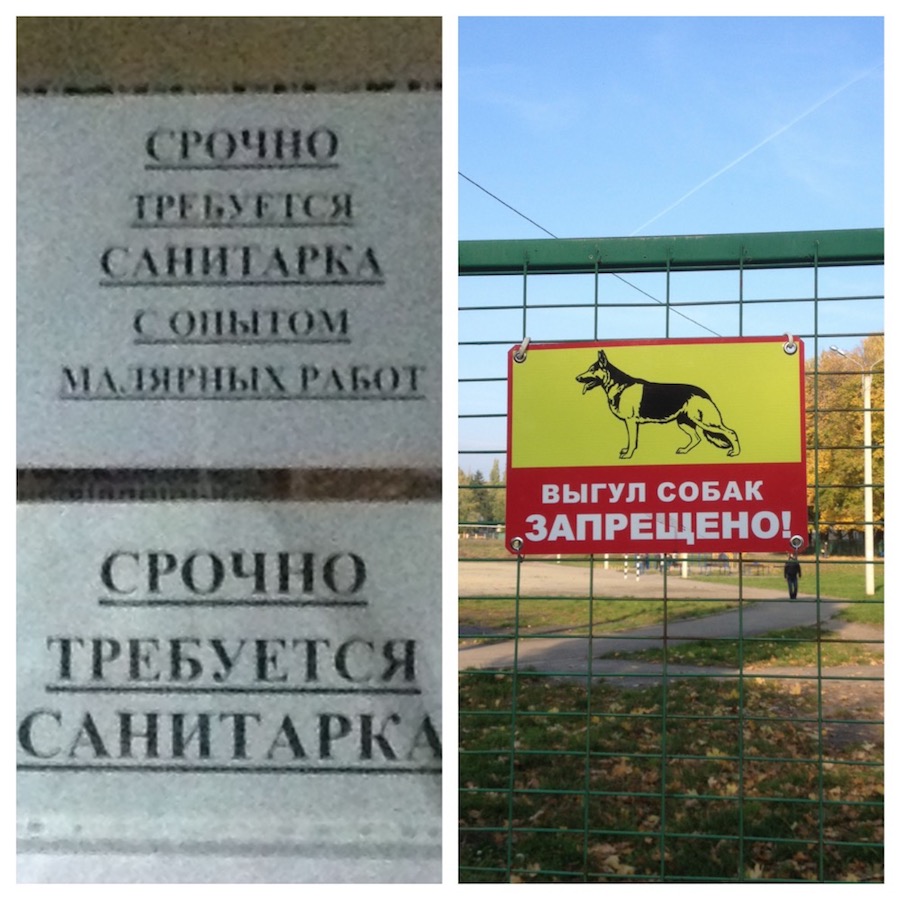 СРОЧНО
ТРЕБУЕТСЯ
САНИТАРКА
С ОПЫТОМ
МАЛЯРНЫХ РАБОТ
СРОЧНО
ТРЕБУЕТСЯ
САНИТАРКА
ВЫГУЛ СОБАК
ЗАПРЕЩЕНО!